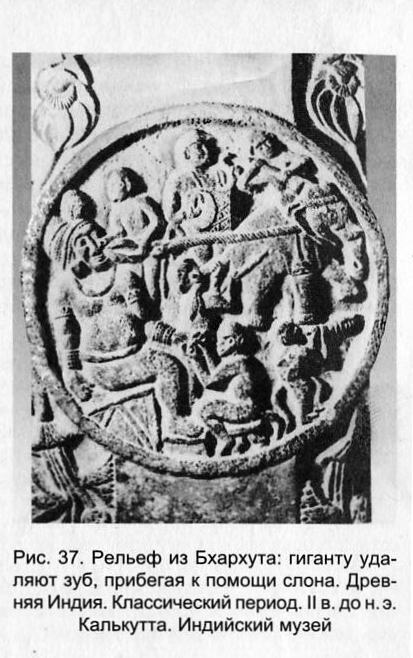 Рис. 37. Рельеф из Бхархута: гиганту уда-
ляют зуб, прибегая к помощи слона. Древ-
няя Индия. Классический период. II в. до н. э.
Калькутта. Индийский музей